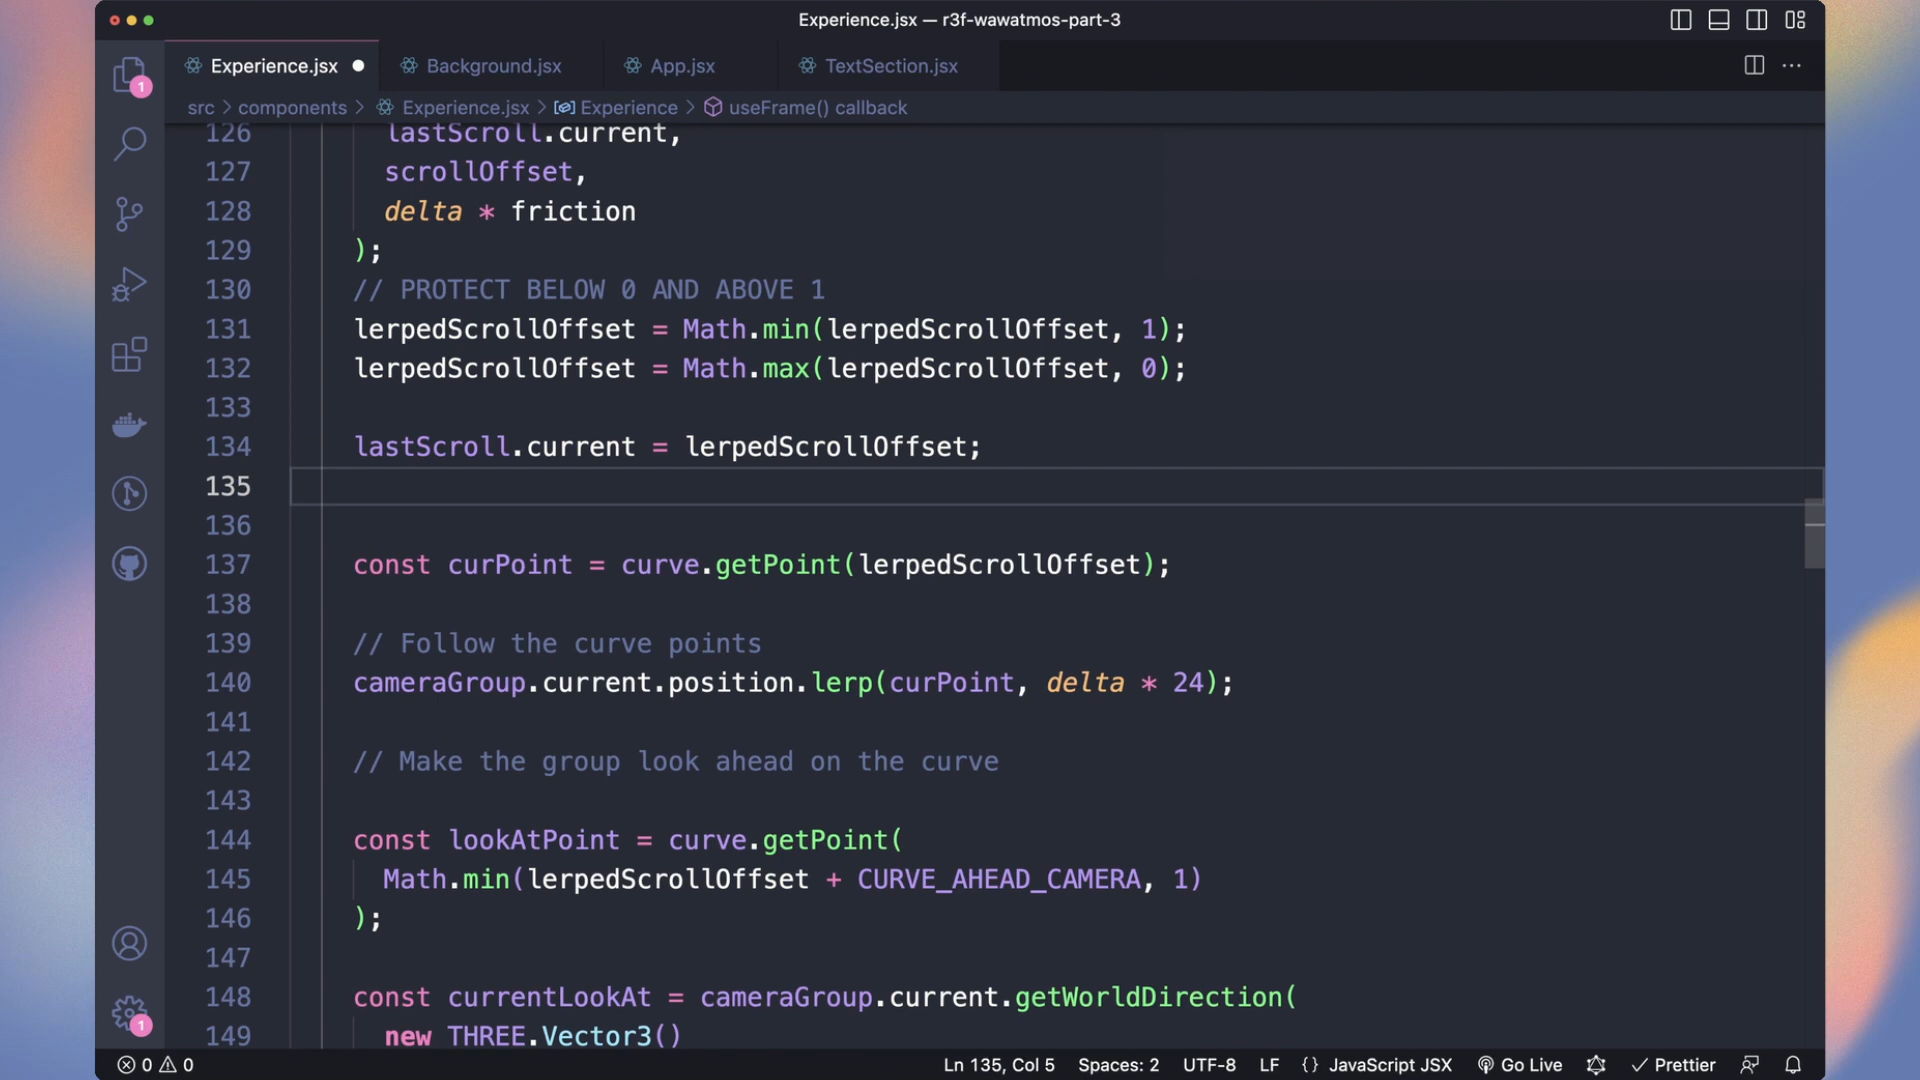 Experience.jsx — r3f-wawatmos-part-3
Experience.jsx Background.jsx App.jsx TextSection.jsx
1
src > components > Experience.jsx > Experience > useFrame() callback
126 lastScroll.current,
127 scrollOffset,
128 delta * friction
129 );
130 // PROTECT BELOW 0 AND ABOVE 1
131 lerpedScrollOffset = Math.min(lerpedScrollOffset, 1);
132 lerpedScrollOffset = Math.max(lerpedScrollOffset, 0);
133
134 lastScroll.current = lerpedScrollOffset;
135
136
137 const curPoint = curve.getPoint(lerpedScrollOffset);
138
139 // Follow the curve points
140 cameraGroup.current.position.lerp(curPoint, delta * 24);
141
142 // Make the group look ahead on the curve
143
144 const lookAtPoint = curve.getPoint(
145 Math.min(lerpedScrollOffset + CURVE_AHEAD_CAMERA, 1)
146 );
147
148 const currentLookAt = cameraGroup.current.getWorldDirection(
149 new THREE.Vector3()
1
0 0 Ln 135, Col 5 Spaces: 2 UTF-8 LF {} JavaScript JSX Go Live Prettier